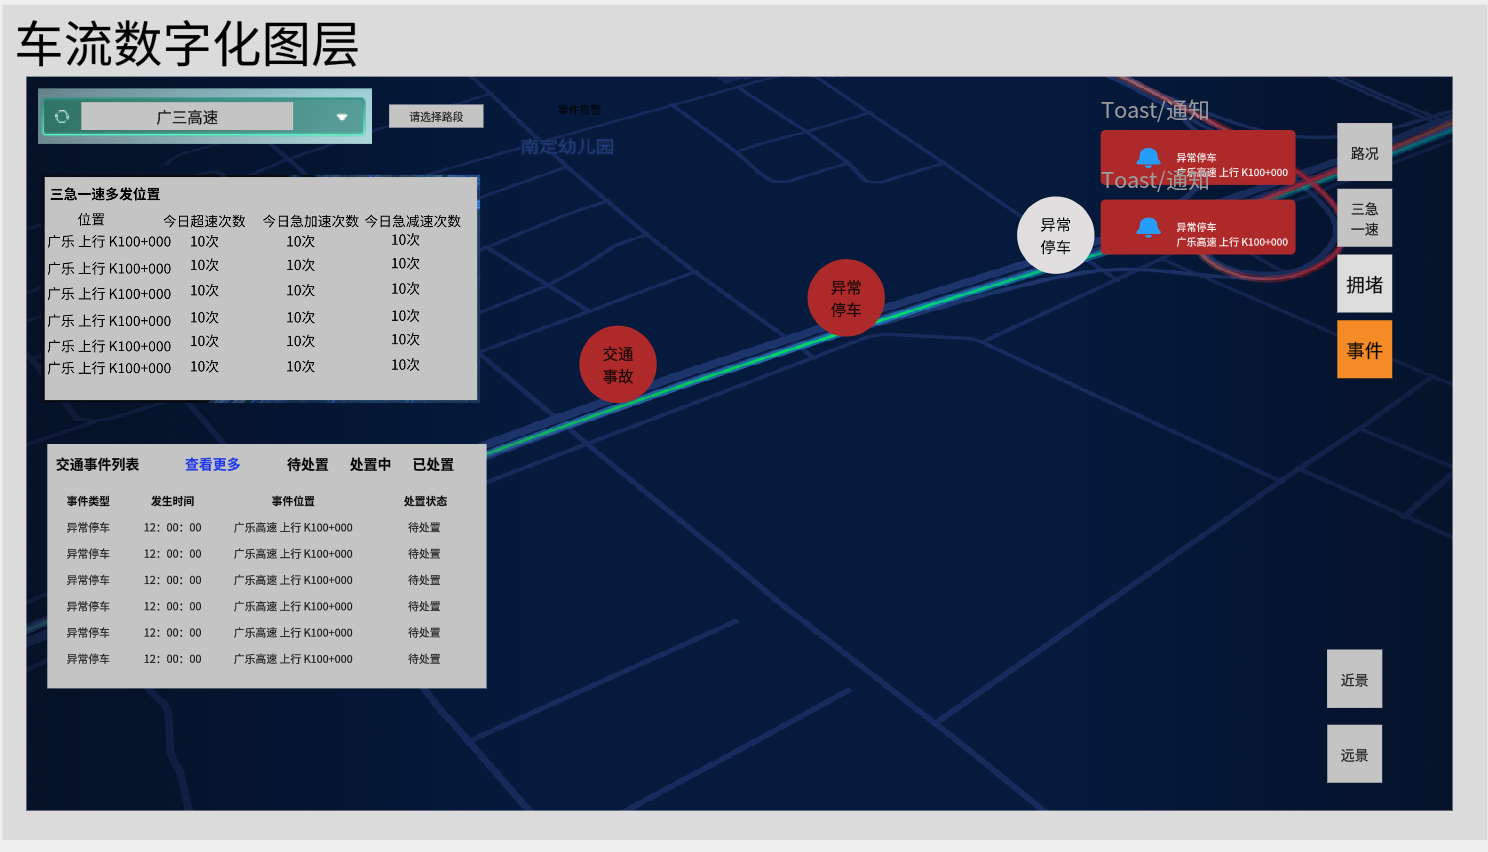 车流数字化图层
广三高速
请选择路段
事件告警
南定幼儿园
三急一速多发位置
位置 今日超速次数 今日急加速次数 今日急减速次数
广乐 上行 K100+000 10次 10次 10次
广乐 上行 K100+000 10次 10次 10次
广乐 上行 K100+000 10次 10次 10次
广乐 上行 K100+000 10次 10次 10次
广乐 上行 K100+000 10次 10次 10次
广乐 上行 K100+000 10次 10次 10次
交通事件列表 查看更多 待处置 处置中 已处置
事件类型 发生时间 事件位置 处置状态
异常停车 12：00：00 广乐高速 上行 K100+000 待处置
异常停车 12：00：00 广乐高速 上行 K100+000 待处置
异常停车 12：00：00 广乐高速 上行 K100+000 待处置
异常停车 12：00：00 广乐高速 上行 K100+000 待处置
异常停车 12：00：00 广乐高速 上行 K100+000 待处置
异常停车 12：00：00 广乐高速 上行 K100+000 待处置
交通
事故
异常
停车
异常
停车
Toast/通知
异常停车
广乐高速 上行 K100+000
Toast/通知
异常停车
广乐高速 上行 K100+000
路况
三急
一速
拥堵
事件
近景
远景